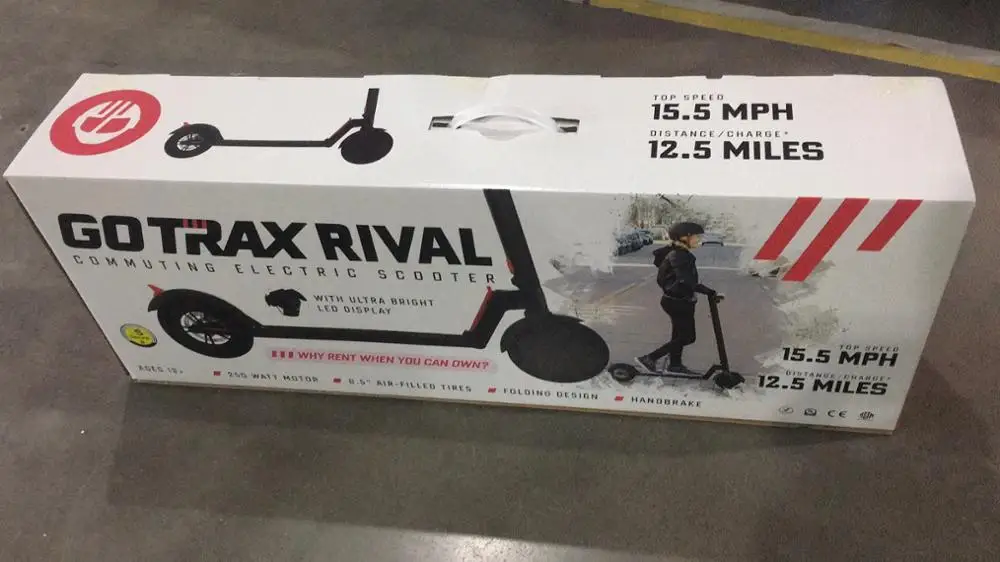 TOP SPEED
15.5 MPH
DISTANCE/CHARGE*
12.5 MILES
GOTRAX RIVAL
COMMUTING ELECTRIC SCOOTER
WITH ULTRA BRIGHT
LED DISPLAY
WHY RENT WHEN YOU CAN OWN?
TOP SPEED
15.5 MPH
DISTANCE/CHARGE*
12.5 MILES
AGES
250 WATT MOTOR
8.5" AIR-FILLED TIRES
FOLDING DESIGN
HANDBRAKE
CE